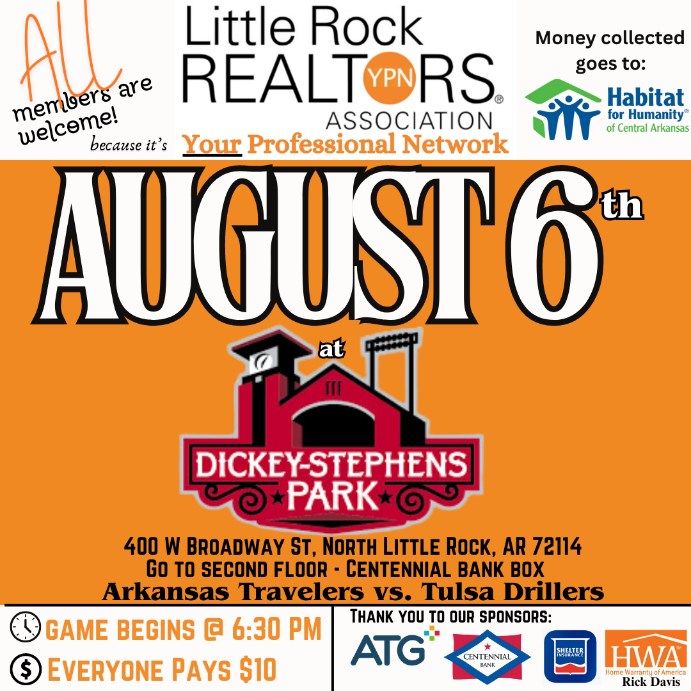 ALL
members are
welcome!
because it's
Little Rock
REALTORS®
YPN
ASSOCIATION
Your Professional Network
Money collected
goes to:
Habitat
for Humanity®
of Central Arkansas
AUGUST 6th
at
DICKEY-STEPHENS
PARK
400 W Broadway St, North Little Rock, AR 72114
Go to second floor - Centennial bank box
Arkansas Travelers vs. Tulsa Drillers
GAME BEGINS @ 6:30 PM
$ Everyone Pays $10
Thank you to our sponsors:
ATG
CENTENNIAL
BANK
SHELTER
INSURANCE
HWA
Home Warranty of America
Rick Davis